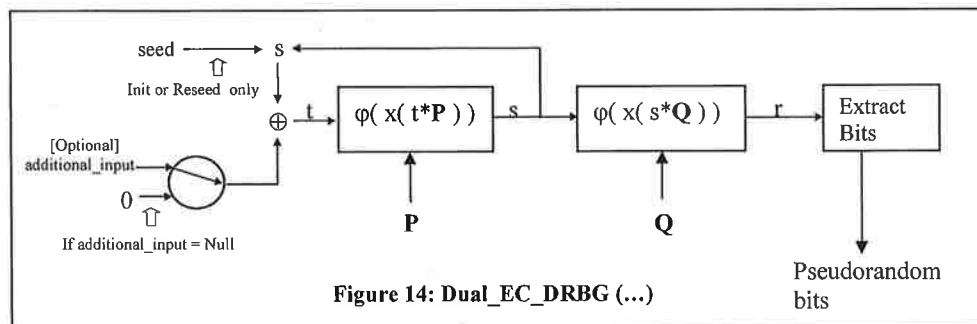 seed
s
Init or Reseed only
t
φ( x( t*P ) )
s
φ( x( s*Q ) )
r
Extract
Bits
[Optional]
additional_input
0
If additional_input = Null
P
Q
Pseudorandom
bits
Figure 14: Dual_EC_DRBG (...)